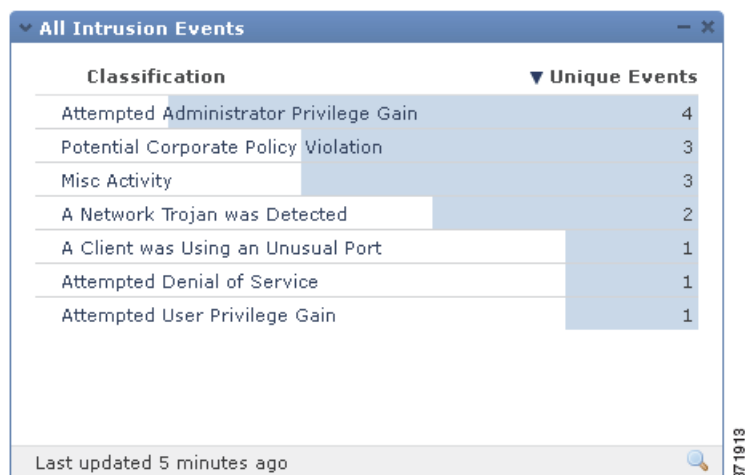 All Intrusion Events
Classification Unique Events
Attempted Administrator Privilege Gain 4
Potential Corporate Policy Violation 3
Misc Activity 3
A Network Trojan was Detected 2
A Client was Using an Unusual Port 1
Attempted Denial of Service 1
Attempted User Privilege Gain 1
Last updated 5 minutes ago
371913